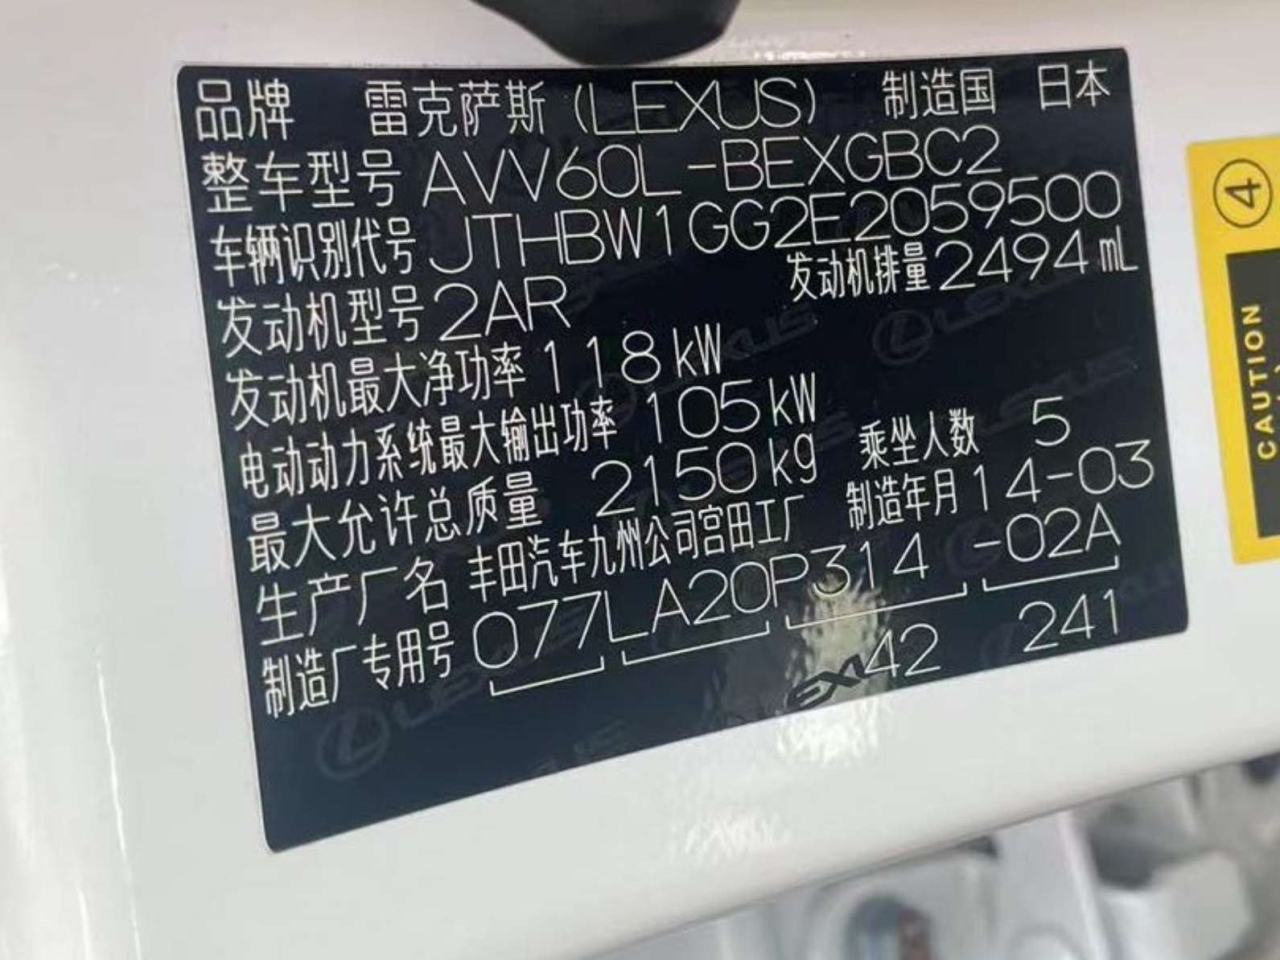 品牌 雷克萨斯(LEXUS) 制造国 日本
整车型号 AVV60L-BEXGBC2
车辆识别代号 JTHBW1GG2E2059500
发动机型号 2AR 发动机排量 2494 mL
发动机最大净功率 118 kW
电动动力系统最大输出功率 105 kW
最大允许总质量 2150 kg 乘坐人数 5
生产厂名 丰田汽车九州公司宫田工厂 制造年月 14-03
制造厂专用号 077LA20P314 -02A
42 241
4
CAUTION